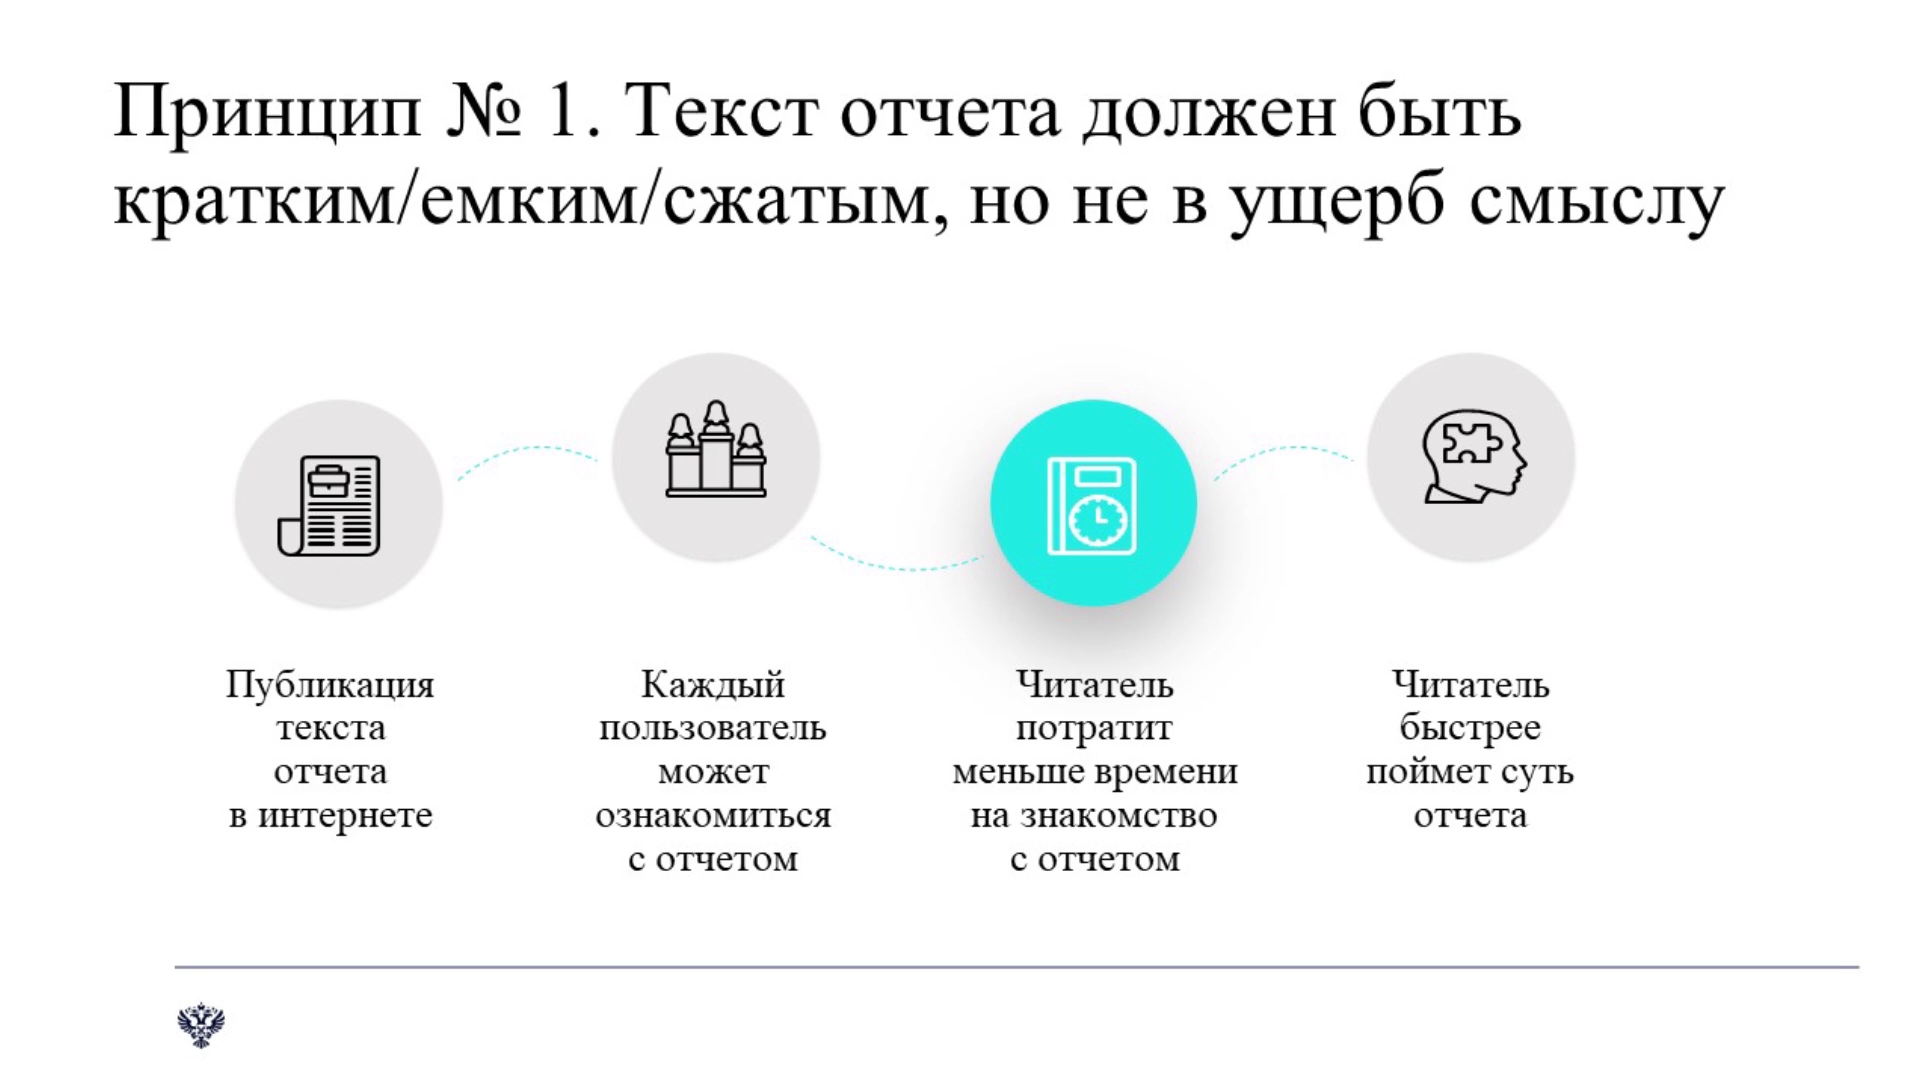 Принцип № 1. Текст отчета должен быть
кратким/емким/сжатым, но не в ущерб смыслу
Публикация
текста
отчета
в интернете
Каждый
пользователь
может
ознакомиться
с отчетом
Читатель
потратит
меньше времени
на знакомство
с отчетом
Читатель
быстрее
поймет суть
отчета